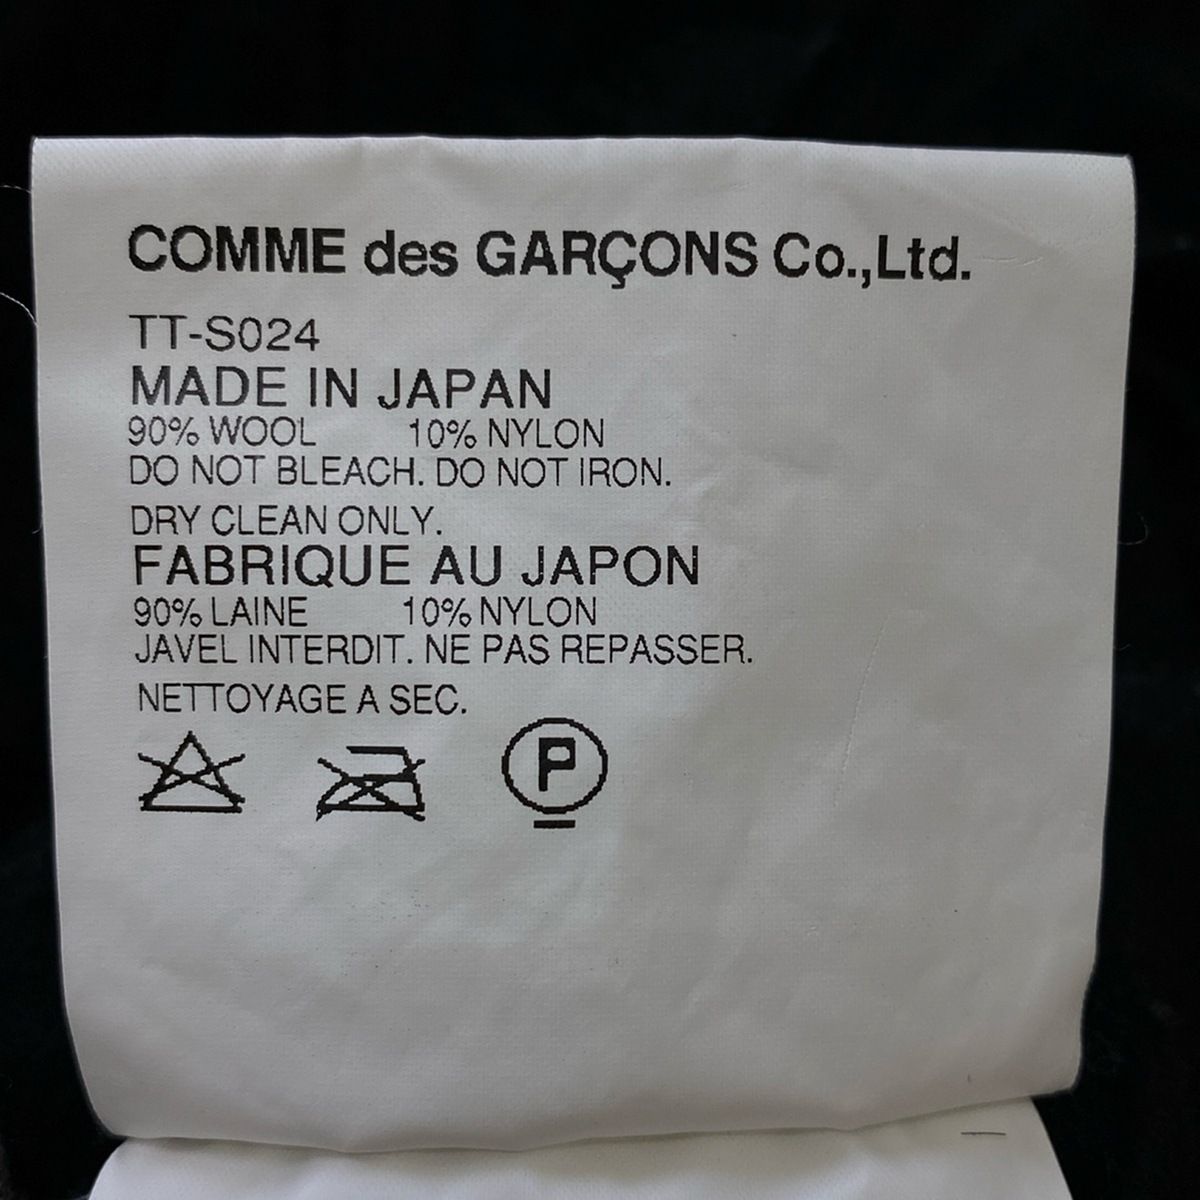 COMME des GARÇONS Co.,Ltd.
TT-S024
MADE IN JAPAN
90% WOOL 10% NYLON
DO NOT BLEACH. DO NOT IRON.
DRY CLEAN ONLY.
FABRIQUE AU JAPON
90% LAINE 10% NYLON
JAVEL INTERDIT. NE PAS REPASSER.
NETTOYAGE A SEC.
P